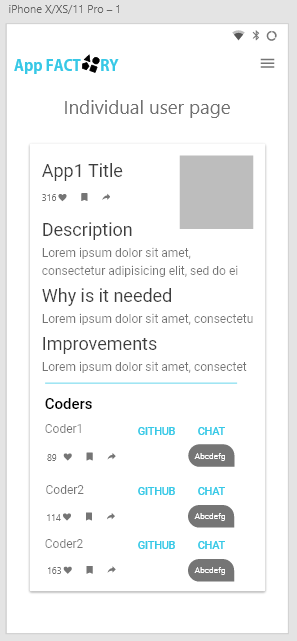 iPhone X/XS/11 Pro – 1
App FACTORY
Individual user page
App1 Title
316
Description
Lorem ipsum dolor sit amet,
consectetur adipisicing elit, sed do ei
Why is it needed
Lorem ipsum dolor sit amet, consectetu
Improvements
Lorem ipsum dolor sit amet, consectet
Coders
Coder1 GITHUB CHAT
89 Abcdefg
Coder2 GITHUB CHAT
114 Abcdefg
Coder2 GITHUB CHAT
163 Abcdefg